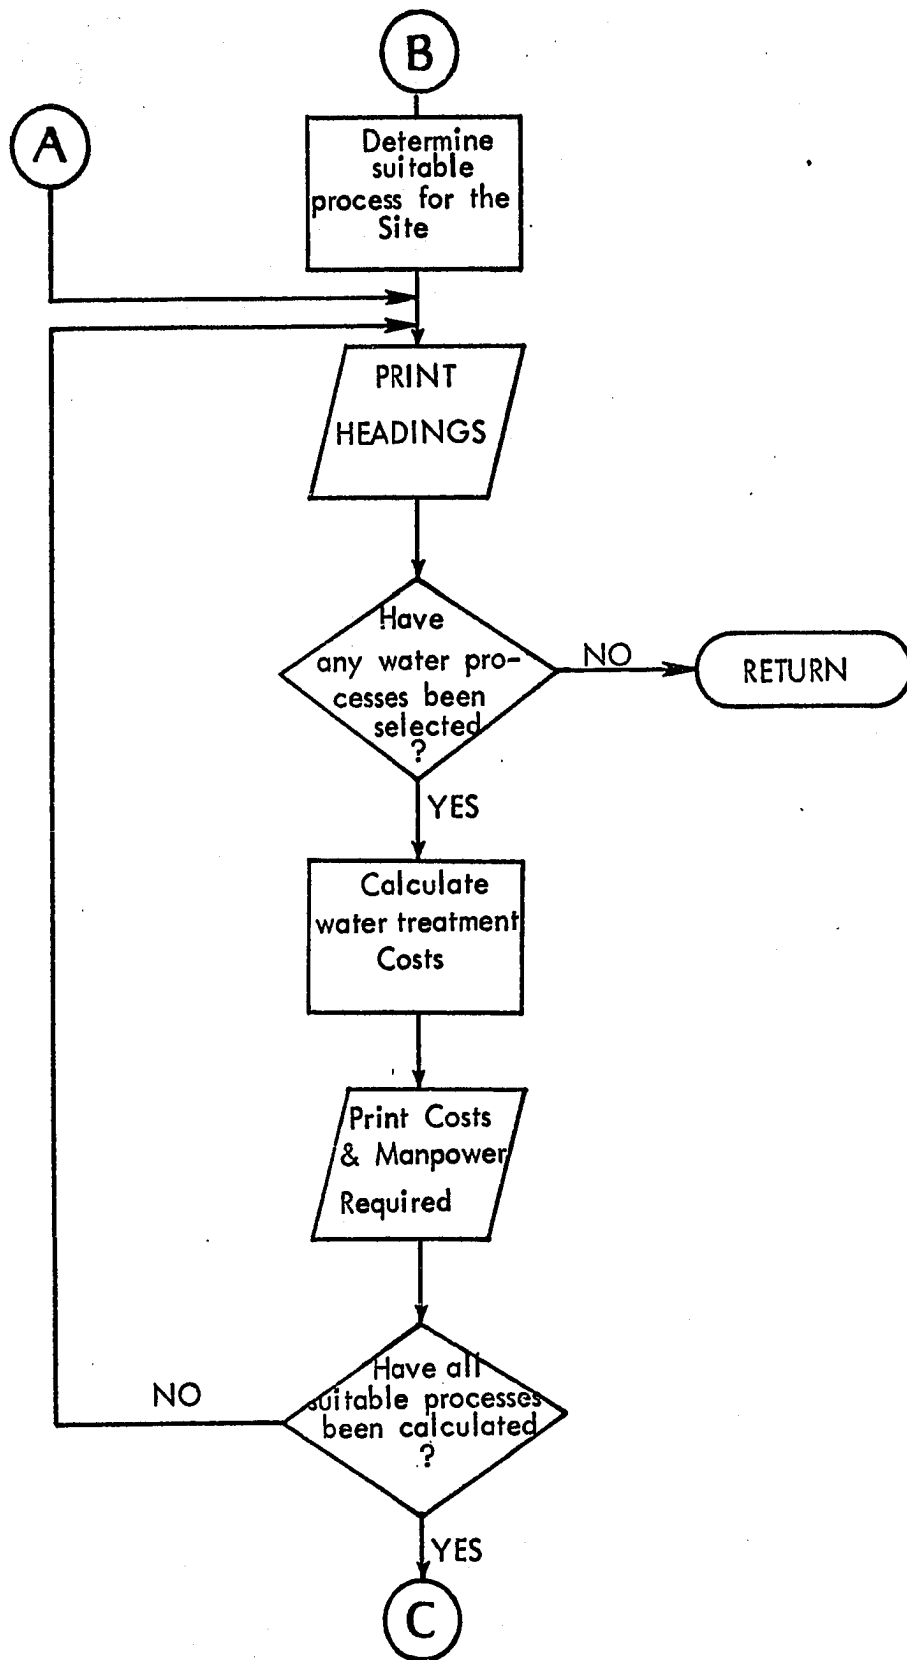 B
A
Determine
suitable
process for the
Site
PRINT
HEADINGS
Have
any water pro-
cesses been
selected
?
NO
RETURN
YES
Calculate
water treatment
Costs
Print Costs
& Manpower
Required
Have all
suitable processes
been calculated
?
NO
YES
C